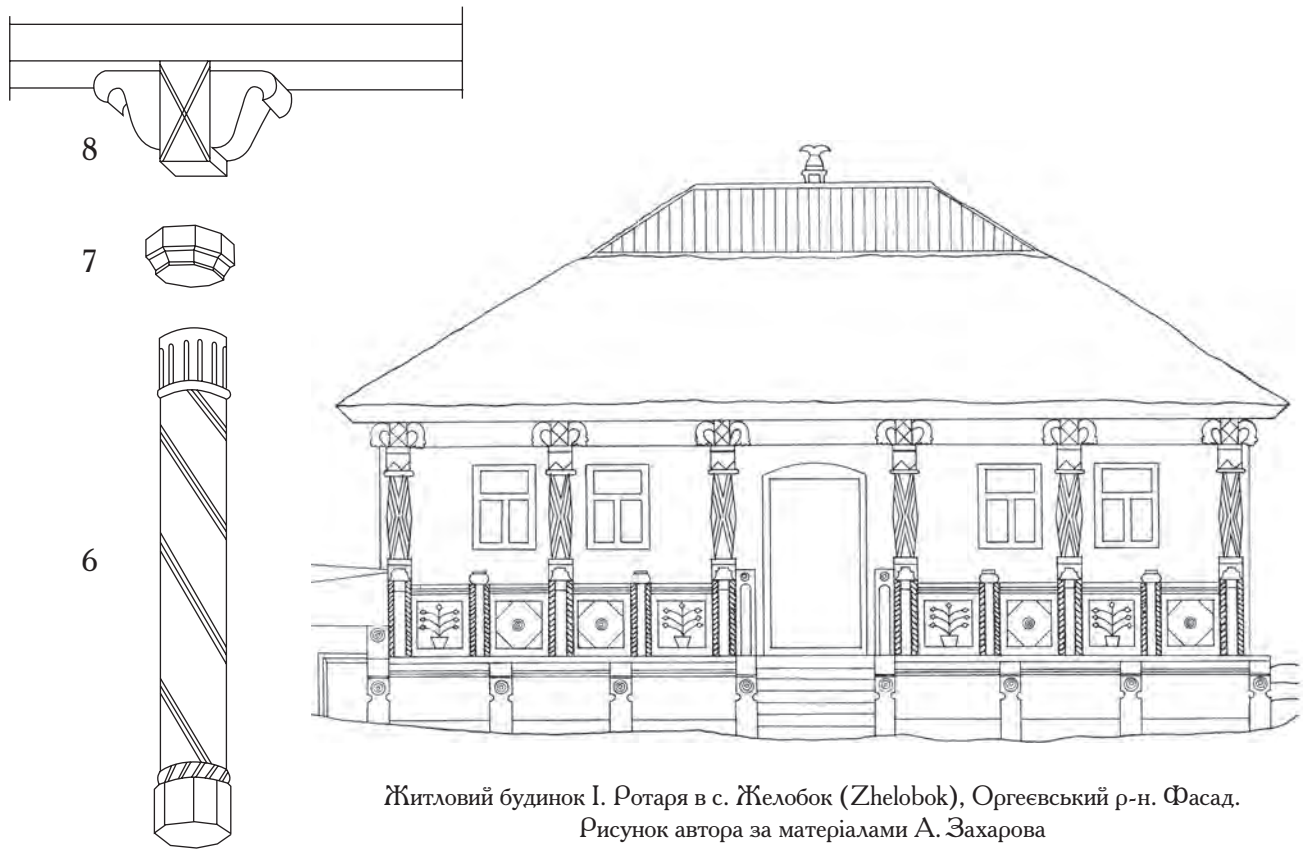 8
7
6
Житловий будинок І. Ротаря в с. Желобок (Zhelobok), Оргеєвський р-н. Фасад.
Рисунок автора за матеріалами А. Захарова